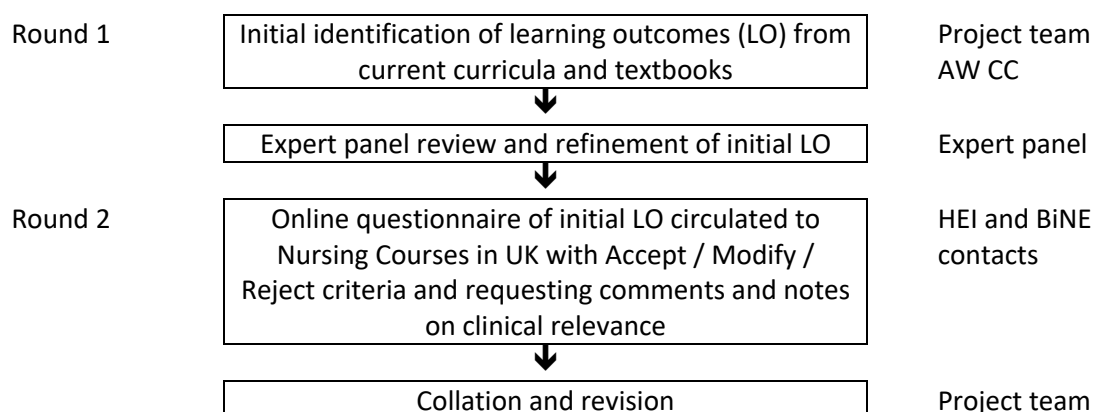 Round 1
Initial identification of learning outcomes (LO) from
current curricula and textbooks
Project team
AW CC
Expert panel review and refinement of initial LO
Expert panel
Round 2
Online questionnaire of initial LO circulated to
Nursing Courses in UK with Accept / Modify /
Reject criteria and requesting comments and notes
on clinical relevance
HEI and BiNE
contacts
Collation and revision
Project team